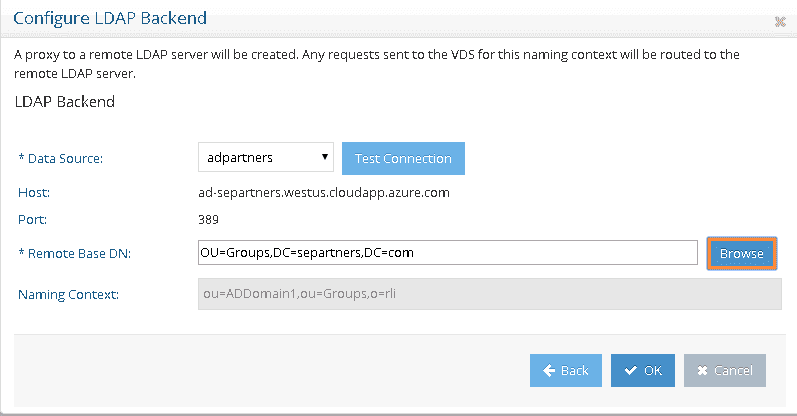 Configure LDAP Backend
A proxy to a remote LDAP server will be created. Any requests sent to the VDS for this naming context will be routed to the
remote LDAP server.
LDAP Backend
* Data Source: adpartners Test Connection
Host: ad-separtners.westus.cloudapp.azure.com
Port: 389
* Remote Base DN: OU=Groups,DC=separtners,DC=com Browse
Naming Context: ou=ADDomain1,ou=Groups,o=rli
Back OK Cancel